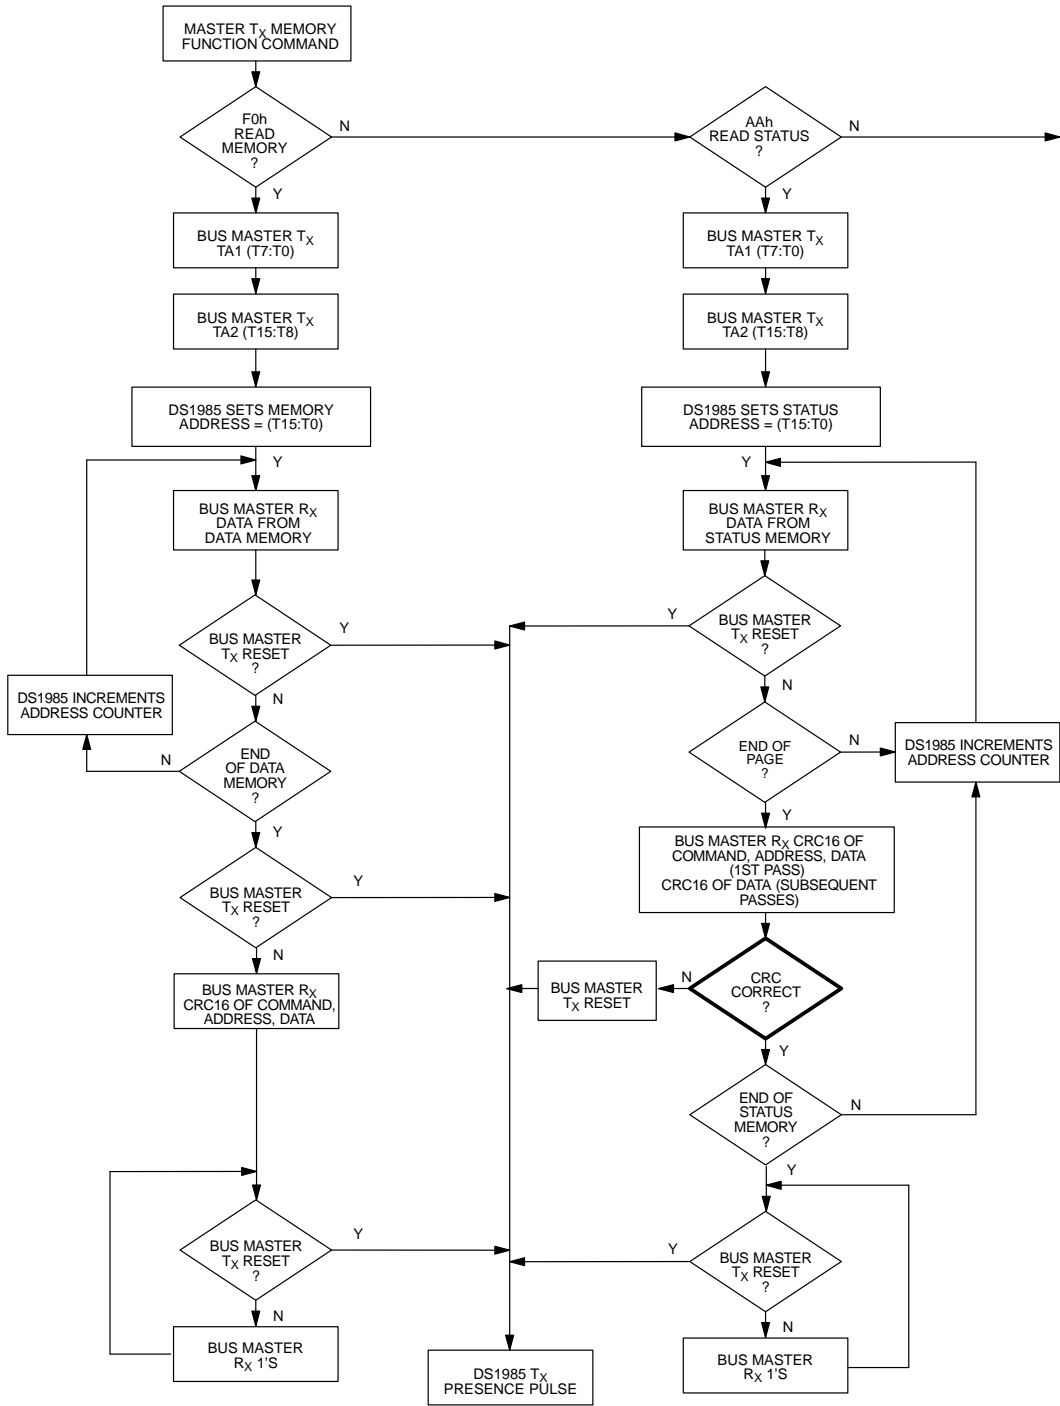 MASTER TX MEMORY
FUNCTION COMMAND
F0h
READ
MEMORY
?
N
Y
BUS MASTER TX
TA1 (T7:T0)
BUS MASTER TX
TA2 (T15:T8)
DS1985 SETS MEMORY
ADDRESS = (T15:T0)
Y
BUS MASTER RX
DATA FROM
DATA MEMORY
BUS MASTER
TX RESET
?
Y
N
DS1985 INCREMENTS
ADDRESS COUNTER
END
OF DATA
MEMORY
?
N
Y
BUS MASTER
TX RESET
?
Y
N
BUS MASTER RX
CRC16 OF COMMAND,
ADDRESS, DATA
BUS MASTER
TX RESET
?
Y
N
BUS MASTER
RX 1'S
AAh
READ STATUS
?
N
Y
BUS MASTER TX
TA1 (T7:T0)
BUS MASTER TX
TA2 (T15:T8)
DS1985 SETS STATUS
ADDRESS = (T15:T0)
Y
BUS MASTER RX
DATA FROM
STATUS MEMORY
Y
BUS MASTER
TX RESET
?
N
END OF
PAGE
?
N
DS1985 INCREMENTS
ADDRESS COUNTER
Y
BUS MASTER RX CRC16 OF
COMMAND, ADDRESS, DATA
(1ST PASS)
CRC16 OF DATA (SUBSEQUENT
PASSES)
CRC
CORRECT
?
N
BUS MASTER
TX RESET
Y
END OF
STATUS
MEMORY
?
N
Y
BUS MASTER
TX RESET
?
Y
N
BUS MASTER
RX 1'S
DS1985 TX
PRESENCE PULSE